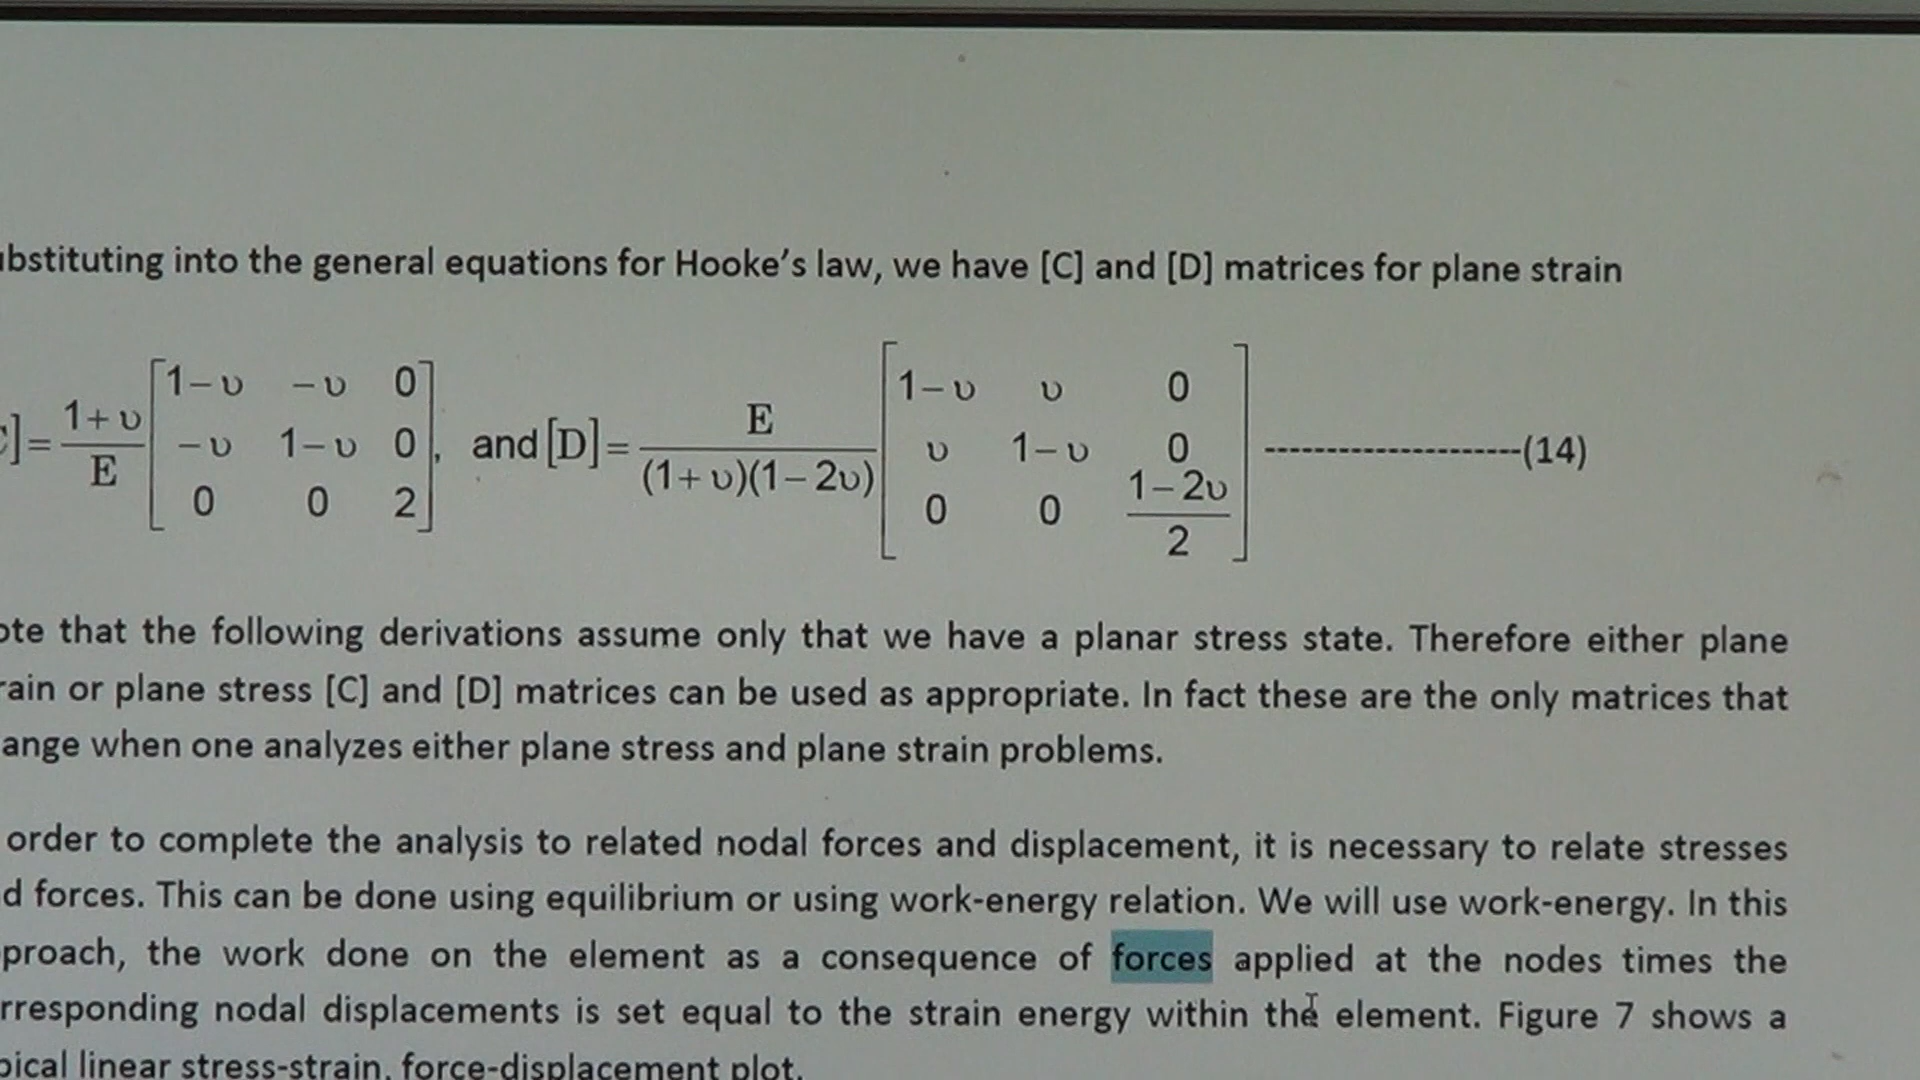 ubstituting into the general equations for Hooke's law, we have [C] and [D] matrices for plane strain
C]= 1+υ / E [1-υ -υ 0; -υ 1-υ 0; 0 0 2], and [D]= E / (1+υ)(1-2υ) [1-υ υ 0; υ 1-υ 0; 0 0 1-2υ / 2] --------------------(14)
ote that the following derivations assume only that we have a planar stress state. Therefore either plane
rain or plane stress [C] and [D] matrices can be used as appropriate. In fact these are the only matrices that
ange when one analyzes either plane stress and plane strain problems.
order to complete the analysis to related nodal forces and displacement, it is necessary to relate stresses
d forces. This can be done using equilibrium or using work-energy relation. We will use work-energy. In this
proach, the work done on the element as a consequence of forces applied at the nodes times the
rresponding nodal displacements is set equal to the strain energy within the element. Figure 7 shows a
pical linear stress-strain, force-displacement plot.